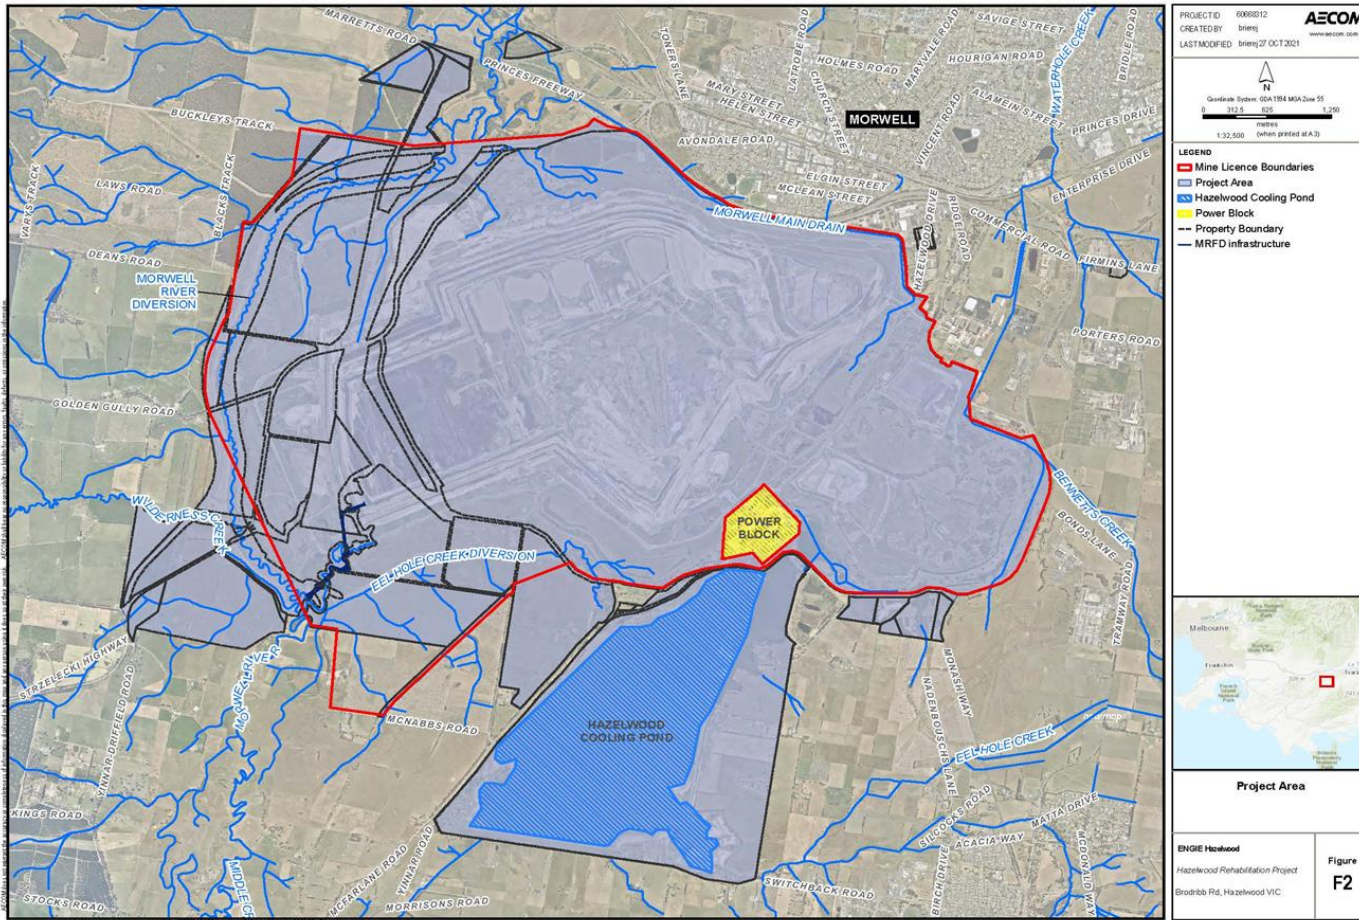 MARRETTS ROAD
PRINCES FREEWAY
TONERS LANE
LATROBE ROAD
SAVIGE STREET
MARYVALE ROAD
HOURIGAN ROAD
HOLMES ROAD
WATERHOLE CREEK
BRIDLE ROAD
MARY STREET
HELEN STREET
CHURCH STREET
ALAMEIN STREET
PRINCES DRIVE
BUCKLEYS TRACK
MORWELL
AVONDALE ROAD
VINCENT ROAD
ENTERPRISE DRIVE
VARYS TRACK
LAWS ROAD
BLACKS TRACK
ELGIN STREET
MCLEAN STREET
HAZELWOOD DRIVE
RIDGE ROAD
COMMERCIAL ROAD
MORWELL MAIN DRAIN
FIRMINS LANE
DEANS ROAD
MORWELL
RIVER
DIVERSION
PORTERS ROAD
GOLDEN GULLY ROAD
WILDERNESS CREEK
EEL HOLE CREEK DIVERSION
POWER
BLOCK
BENNETTS CREEK
BONDS LANE
TRAMWAY ROAD
STRZELECKI HIGHWAY
YINNAR-DRIFFIELD ROAD
MORWELL RIVER
MCNABBS ROAD
HAZELWOOD
COOLING POND
MONASH WAY
NADENBOUSCHS LANE
nearmap
EEL HOLE CREEK
KINGS ROAD
MIDDLE CR
STOCKS ROAD
MCFARLANE ROAD
YINNAR ROAD
MORRISONS ROAD
SWITCHBACK ROAD
BIRCH DRIVE
SILCOCKS ROAD
ACACIA WAY
MATTA DRIVE
MCDONALD WAY
PROJECT ID 60668312
CREATED BY brierej
LAST MODIFIED brierej 27 OCT 2021
AECOM
www.aecom.com
N
Coordinate System: GDA 1994 MGA Zone 55
0 312.5 625 1,250
metres
1:32,500 (when printed at A3)
LEGEND
Mine Licence Boundaries
Project Area
Hazelwood Cooling Pond
Power Block
Property Boundary
MRFD infrastructure
Melbourne
Frankston
Project Area
ENGIE Hazelwood
Hazelwood Rehabilitation Project
Brodribb Rd, Hazelwood VIC
Figure
F2